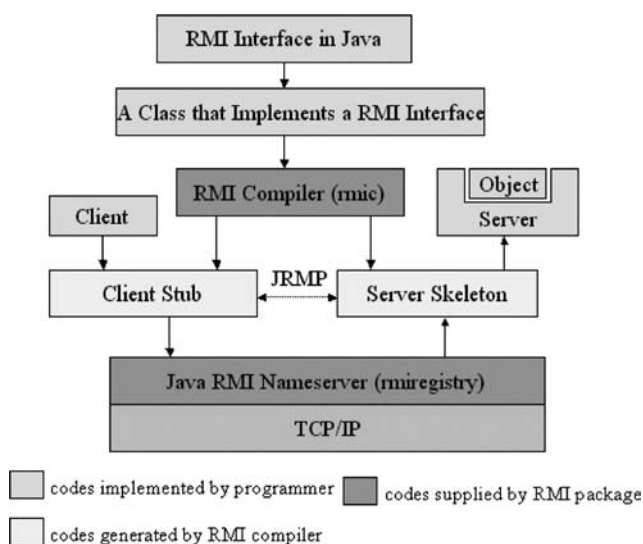 RMI Interface in Java
A Class that Implements a RMI Interface
RMI Compiler (rmic)
Object
Server
Client
Client Stub
JRMP
Server Skeleton
Java RMI Nameserver (rmiregistry)
TCP/IP
codes implemented by programmer
codes supplied by RMI package
codes generated by RMI compiler